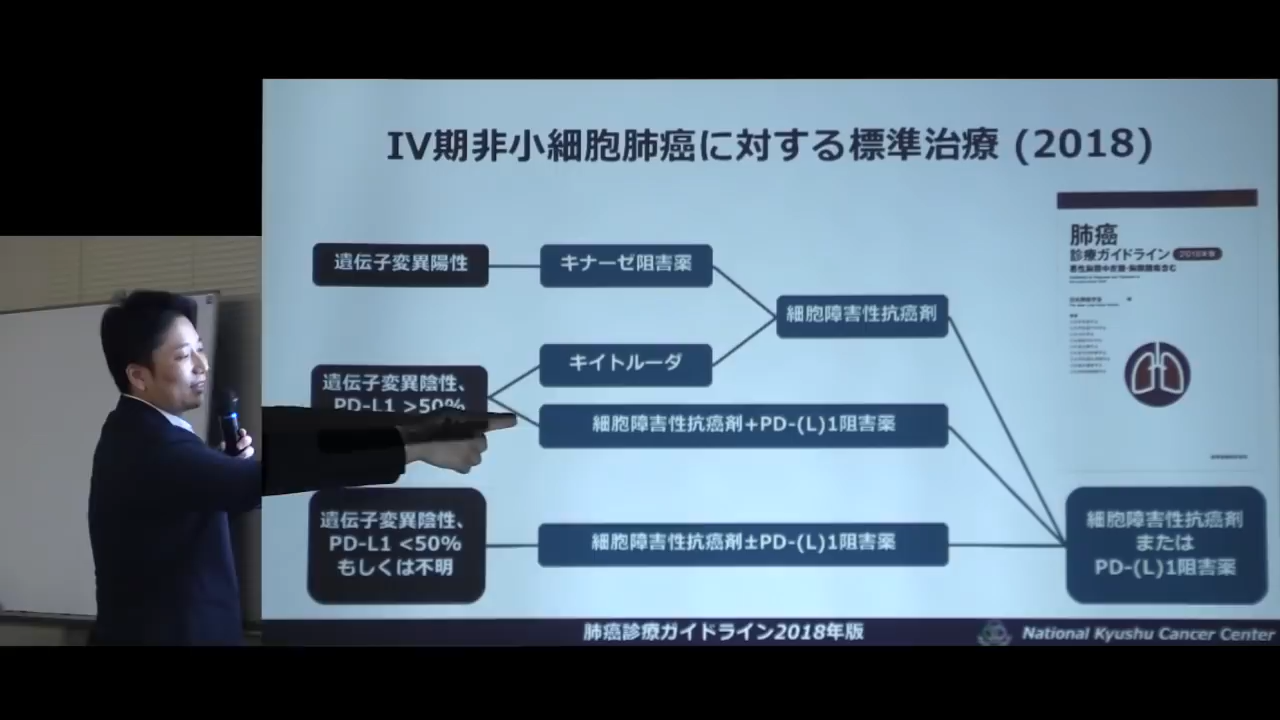 IV期非小細胞肺癌に対する標準治療 (2018)
遺伝子変異陽性
キナーゼ阻害薬
細胞障害性抗癌剤
遺伝子変異陰性、
PD-L1 >50%
キイトルーダ
細胞障害性抗癌剤+PD-(L)1阻害薬
遺伝子変異陰性、
PD-L1 <50%
もしくは不明
細胞障害性抗癌剤±PD-(L)1阻害薬
細胞障害性抗癌剤
または
PD-(L)1阻害薬
肺癌
診療ガイドライン 2018年版
悪性胸膜中皮腫・胸腺腫瘍含む
肺癌診療ガイドライン2018年版
National Kyushu Cancer Center